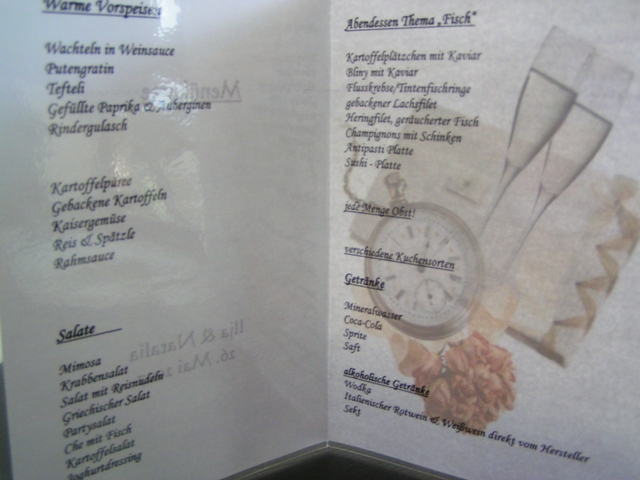 Warme Vorspeisen
Wachteln in Weinsauce
Putengratin
Tefteli
Gefüllte Paprika & Auberginen
Rindergulasch
Kartoffelpüree
Gebackene Kartoffeln
Kaisergemüse
Reis & Spätzle
Rahmsauce
Salate
Mimosa
Krabbensalat
Salat mit Reisnudeln
Griechischer Salat
Partysalat
Che mit Fisch
Kartoffelsalat
Joghurtdressing
Ilja & Natalia
26. Mai
Abendessen Thema „Fisch“
Kartoffelplätzchen mit Kaviar
Bliny mit Kaviar
Flusskrebse/Tintenfischringe
gebackener Lachsfilet
Heringfilet, geräucherter Fisch
Champignons mit Schinken
Antipasti Platte
Sushi - Platte
jede Menge Obst!
verschiedene Kuchensorten
Getränke
Mineralwasser
Coca-Cola
Sprite
Saft
alkoholische Getränke
Wodka
Italienischer Rotwein & Weißwein direkt vom Hersteller
Sekt